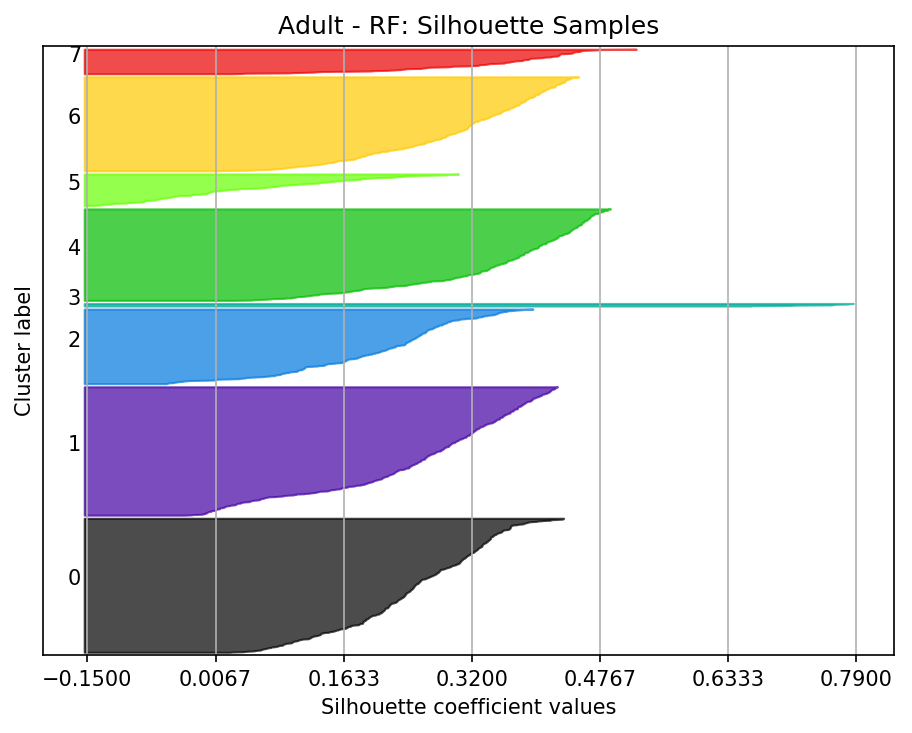 Adult - RF: Silhouette Samples
7
6
5
4
3
2
1
0
Cluster label
−0.1500 0.0067 0.1633 0.3200 0.4767 0.6333 0.7900
Silhouette coefficient values